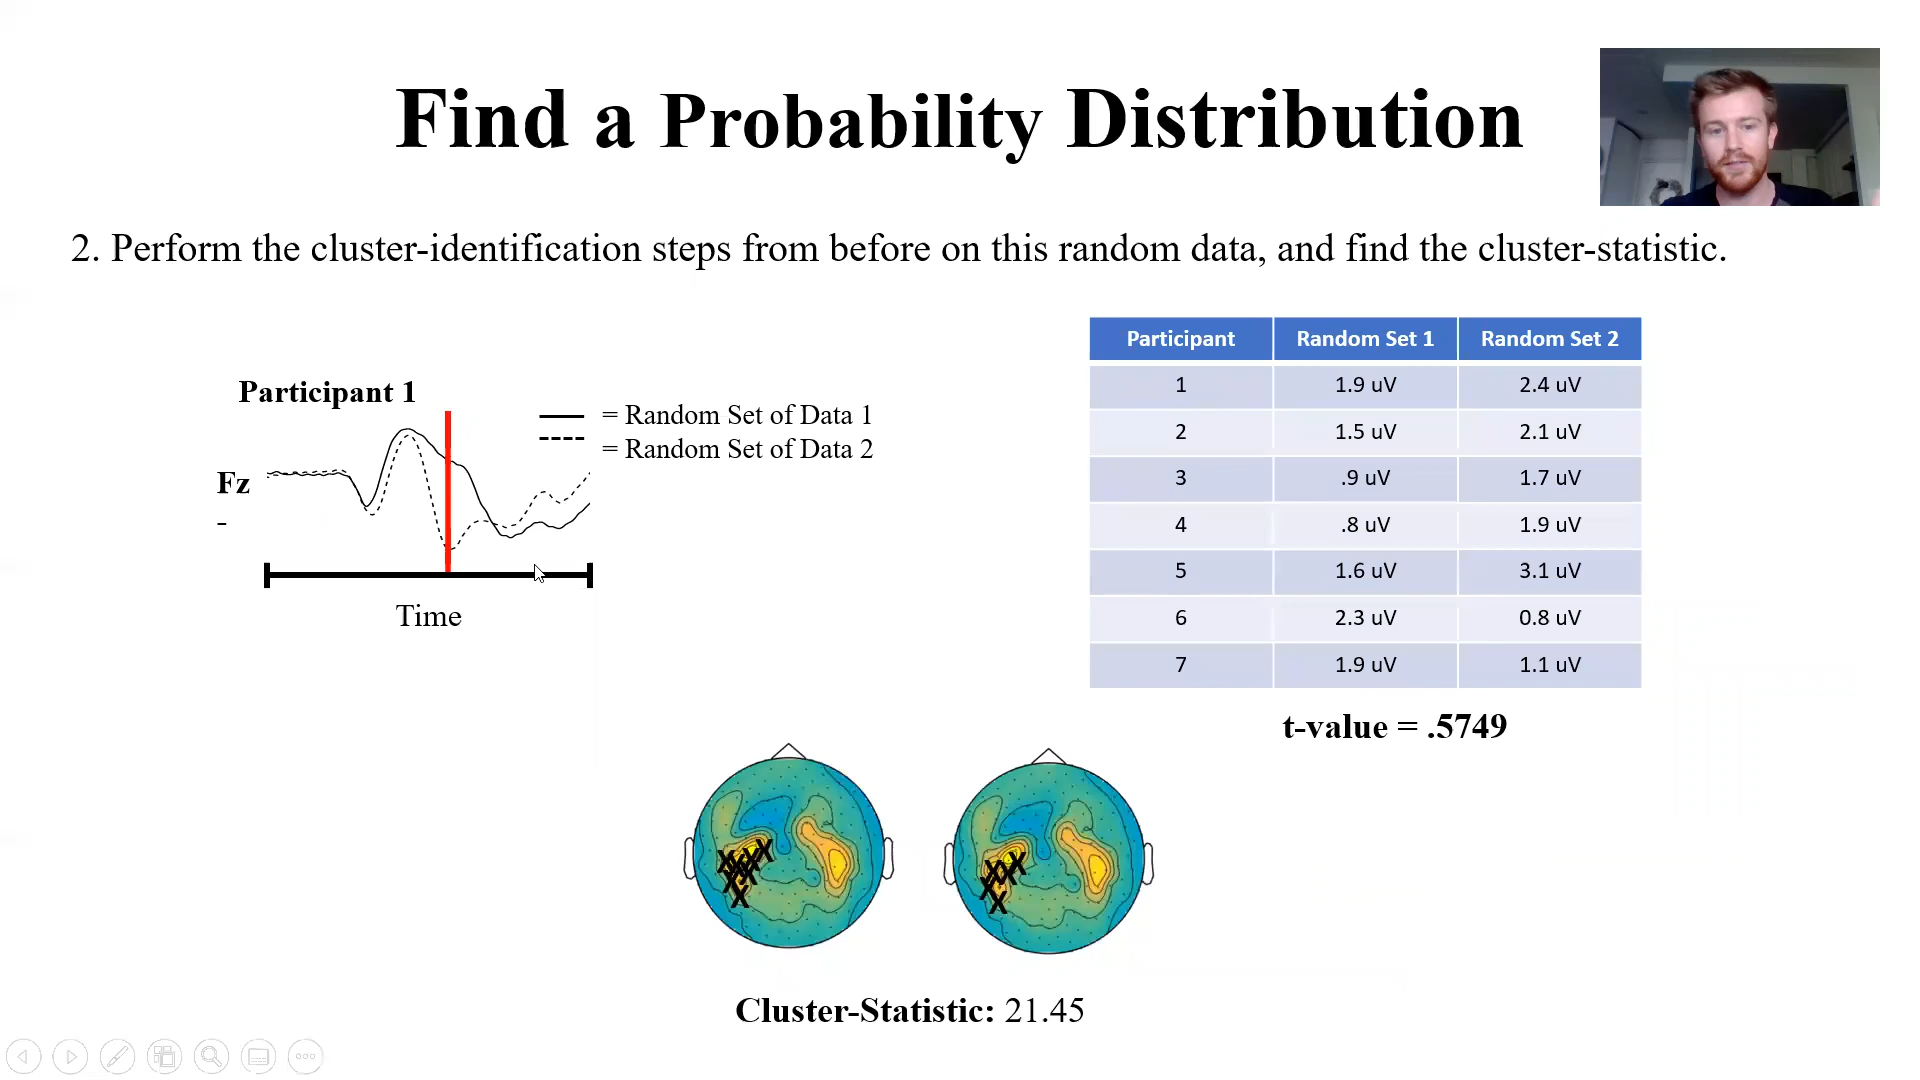 Find a Probability Distribution
2. Perform the cluster-identification steps from before on this random data, and find the cluster-statistic.
Participant 1
= Random Set of Data 1
= Random Set of Data 2
Fz
-
Time
Participant Random Set 1 Random Set 2
1 1.9 uV 2.4 uV
2 1.5 uV 2.1 uV
3 .9 uV 1.7 uV
4 .8 uV 1.9 uV
5 1.6 uV 3.1 uV
6 2.3 uV 0.8 uV
7 1.9 uV 1.1 uV
t-value = .5749
Cluster-Statistic: 21.45